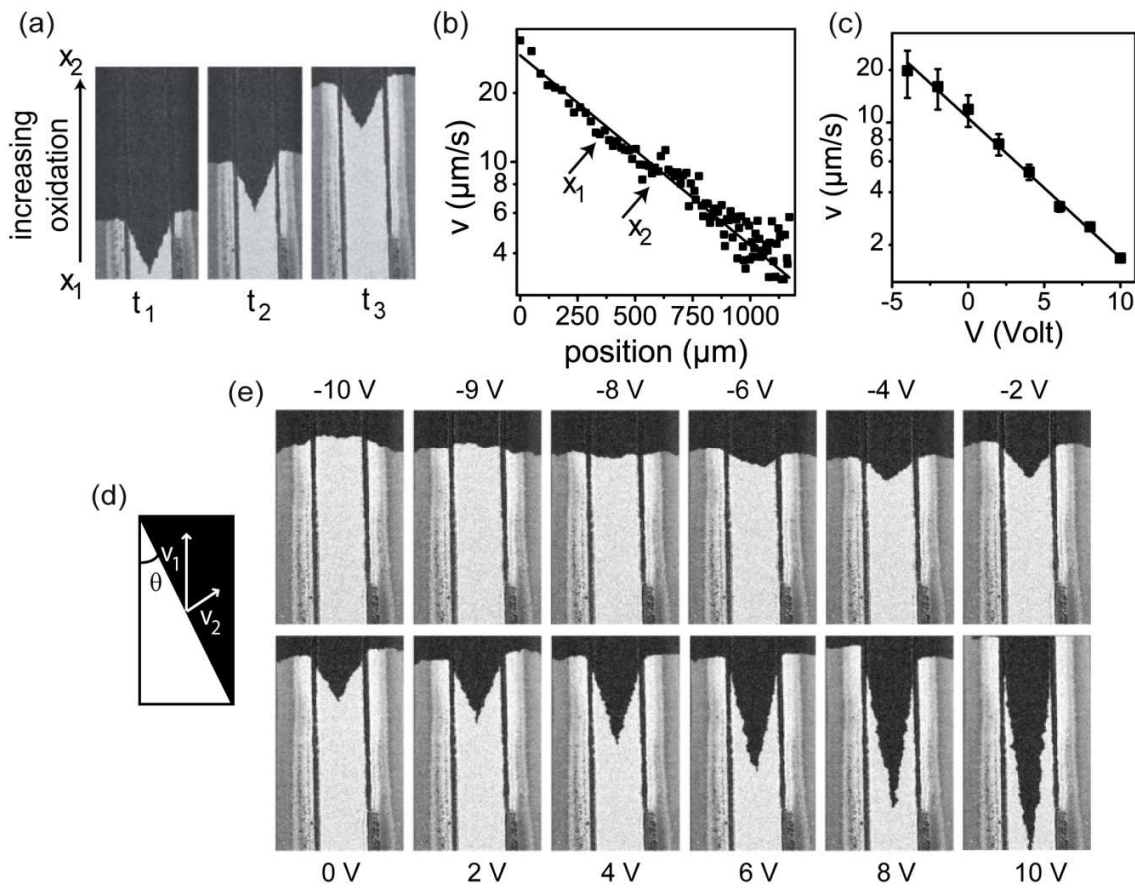 (a)
increasing
oxidation
x₂
x₁
t₁ t₂ t₃
(b)
v (µm/s)
20
10
8
6
4
0 250 500 750 1000
position (µm)
x₁
x₂
(c)
v (µm/s)
20
10
8
6
4
2
-5 0 5 10
V (Volt)
(d)
θ
v₁
v₂
(e)
-10 V -9 V -8 V -6 V -4 V -2 V
0 V 2 V 4 V 6 V 8 V 10 V